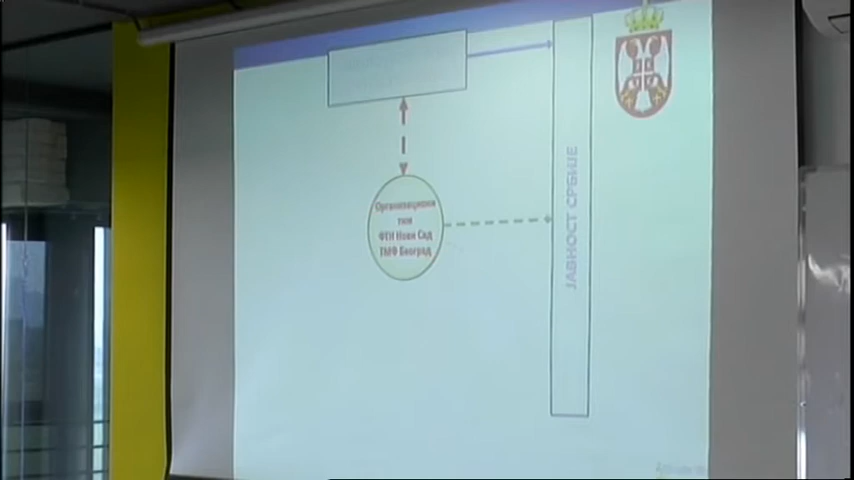 Организациони
тим
ФТН Нови Сад
ТМФ Београд
ЈАВНОСТ СРБИЈЕ